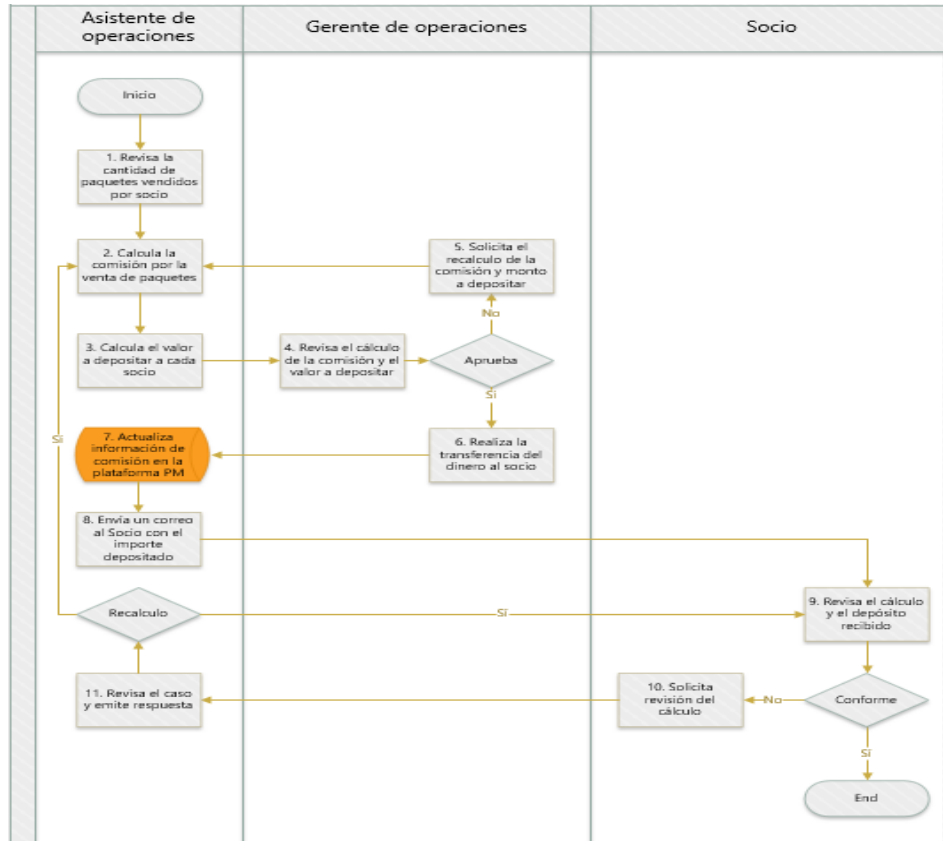 Asistente de
operaciones
Gerente de operaciones
Socio
Inicio
1. Revisa la
cantidad de
paquetes vendidos
por socio
2. Calcula la
comisión por la
venta de paquetes
5. Solicita el
recalculo de la
comisión y monto
a depositar
No
3. Calcula el valor
a depositar a cada
socio
4. Revisa el cálculo
de la comisión y el
valor a depositar
Aprueba
Sí
Sí
7. Actualiza
información de
comisión en la
plataforma PM
6. Realiza la
transferencia del
dinero al socio
8. Envía un correo
al Socio con el
importe
depositado
Recalculo
Sí
9. Revisa el cálculo
y el depósito
recibido
11. Revisa el caso
y emite respuesta
10. Solicita
revisión del
cálculo
No
Conforme
Sí
End